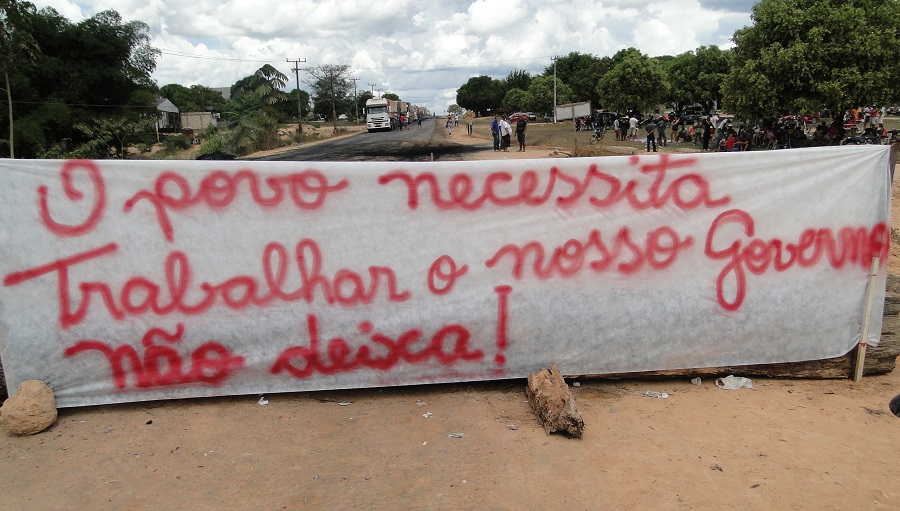 O povo necessita
Trabalhar o nosso Governo
não deixa!